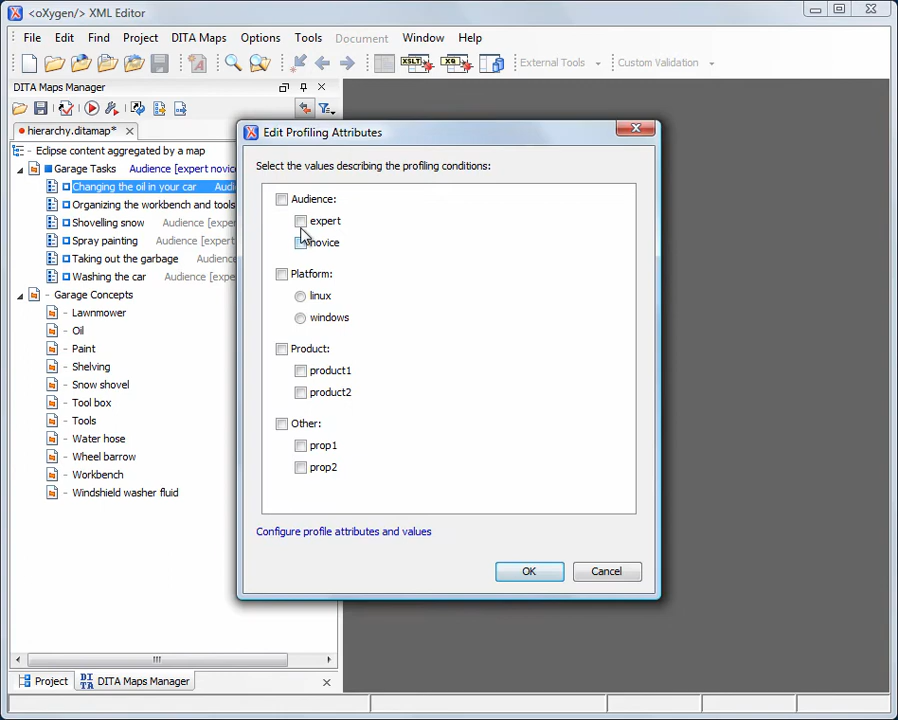 <oXygen/> XML Editor
File Edit Find Project DITA Maps Options Tools Document Window Help
External Tools Custom Validation
DITA Maps Manager
hierarchy.ditamap*
Eclipse content aggregated by a map
Garage Tasks Audience [expert novic
Changing the oil in your car Audi
Organizing the workbench and tools
Shovelling snow Audience [expe
Spray painting Audience [exper
Taking out the garbage
Washing the car Audience [exp
- Garage Concepts
- Lawnmower
- Oil
- Paint
- Shelving
- Snow shovel
- Tool box
- Tools
- Water hose
- Wheel barrow
- Workbench
- Windshield washer fluid
Project DITA Maps Manager
Edit Profiling Attributes
Select the values describing the profiling conditions:
Audience:
expert
novice
Platform:
linux
windows
Product:
product1
product2
Other:
prop1
prop2
Configure profile attributes and values
OK Cancel